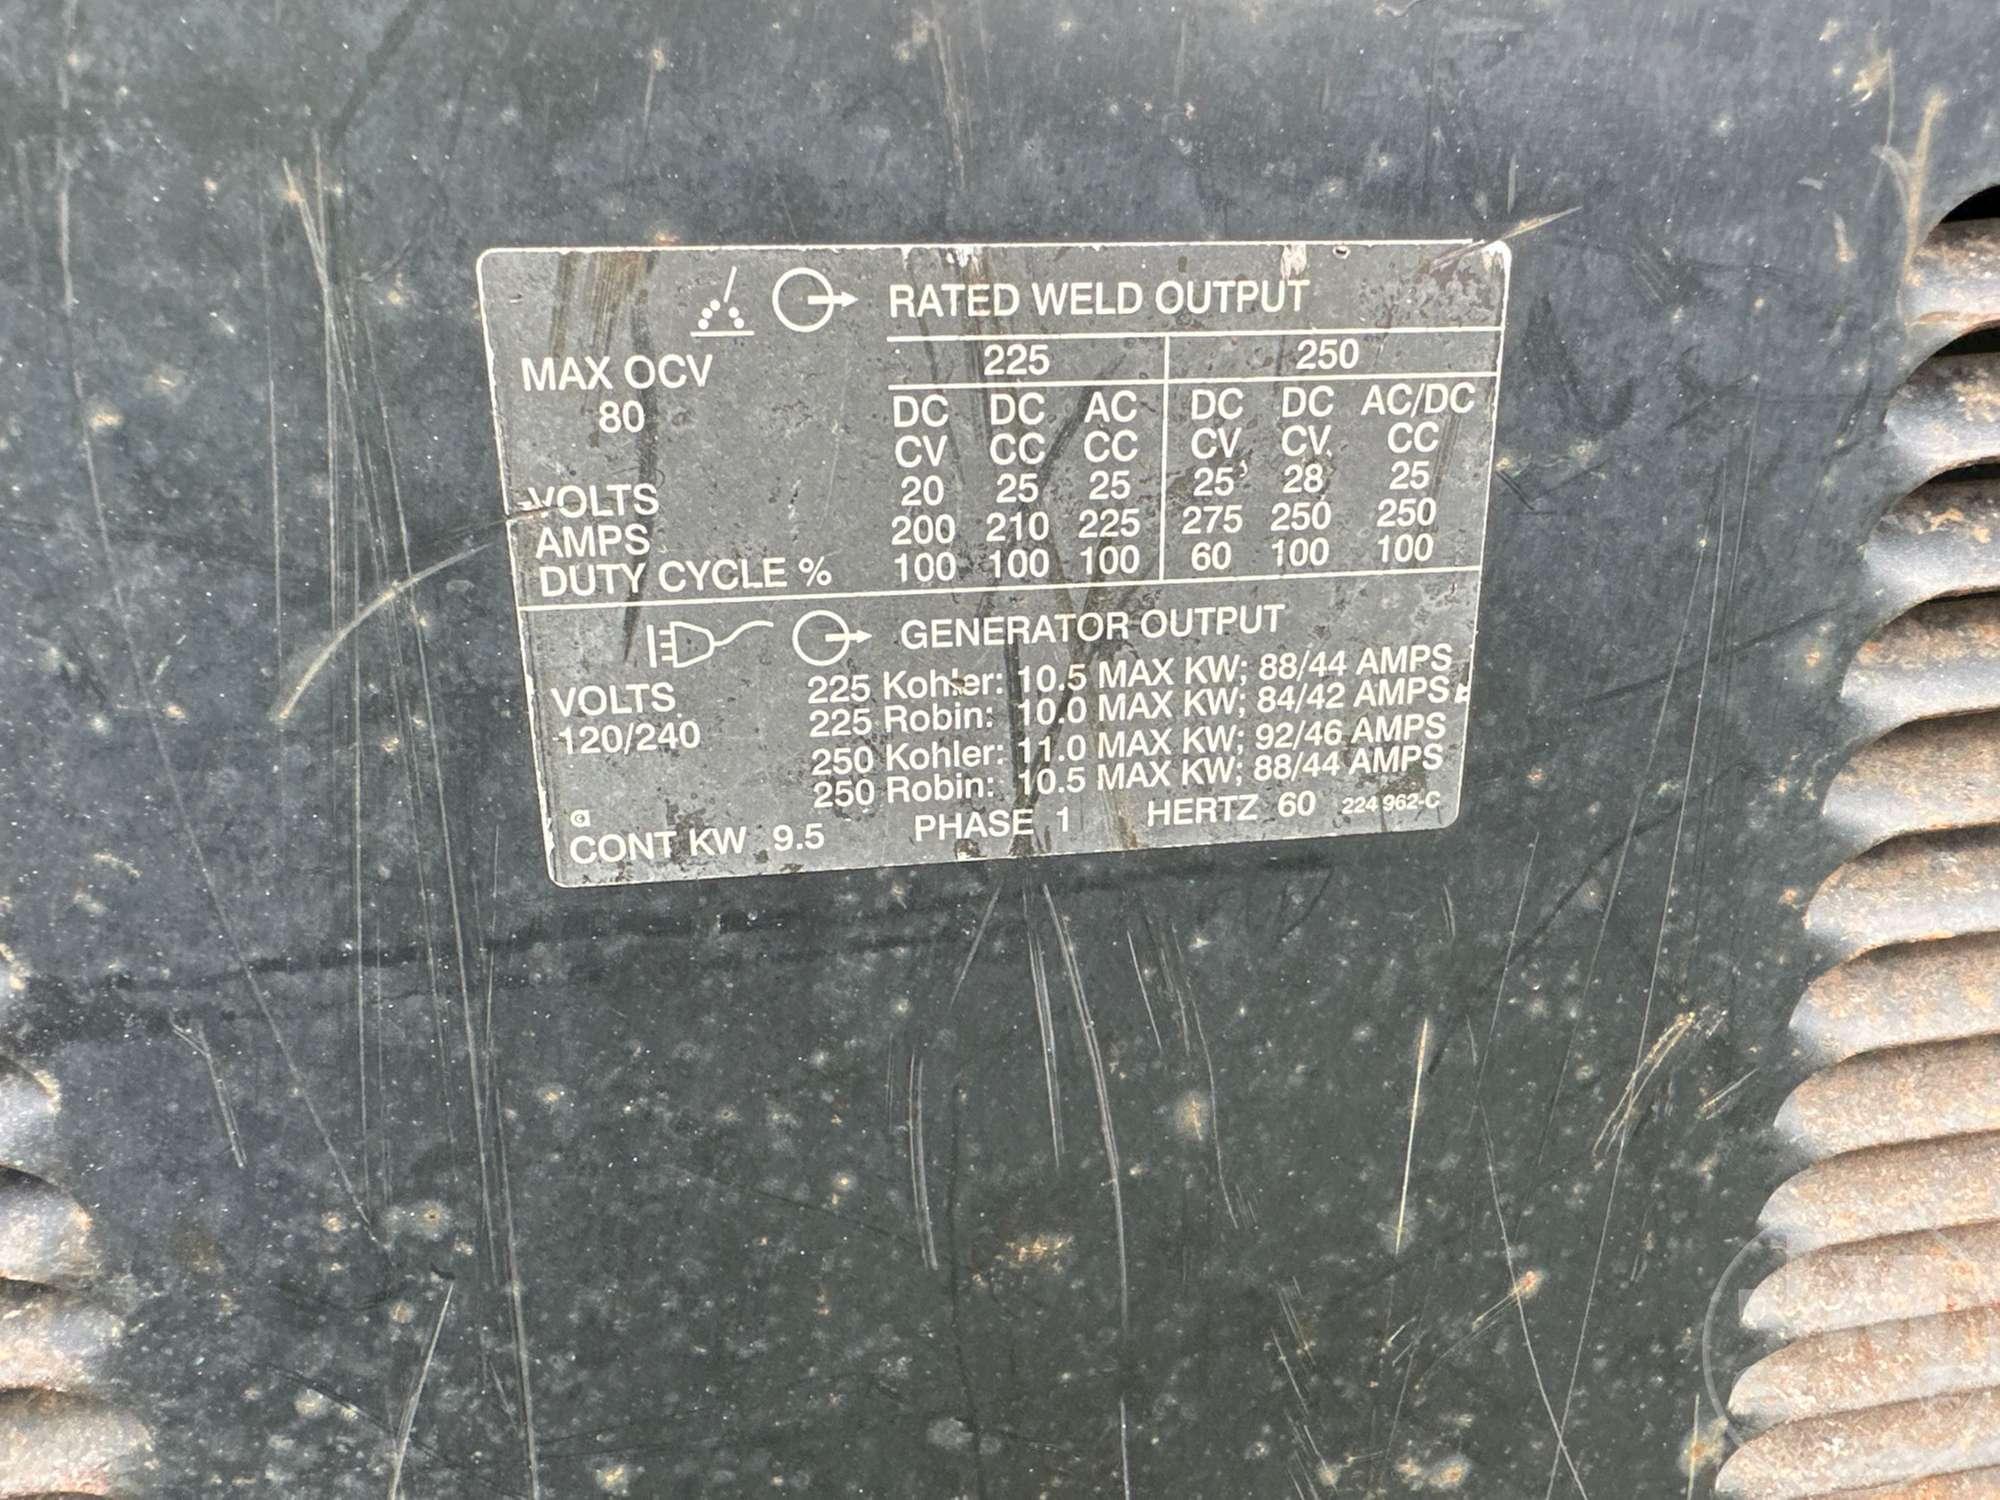 RATED WELD OUTPUT
MAX OCV 225 250
80 DC DC AC DC DC AC/DC
CV CC CC CV CV CC
VOLTS 20 25 25 25 28 25
AMPS 200 210 225 275 250 250
DUTY CYCLE % 100 100 100 60 100 100
GENERATOR OUTPUT
VOLTS 225 Kohler: 10.5 MAX KW; 88/44 AMPS
120/240 225 Robin: 10.0 MAX KW; 84/42 AMPS
250 Kohler: 11.0 MAX KW; 92/46 AMPS
250 Robin: 10.5 MAX KW; 88/44 AMPS
CONT KW 9.5 PHASE 1 HERTZ 60 224 962-C